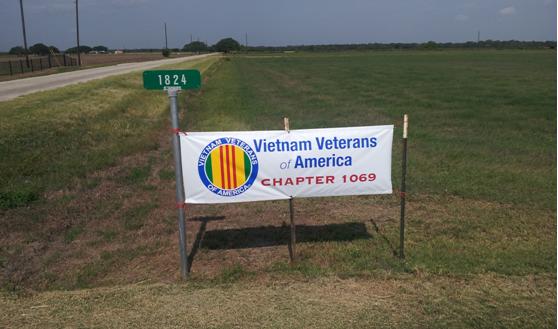 1824
VIETNAM VETERANS
OF AMERICA
Vietnam Veterans
of America
CHAPTER 1069